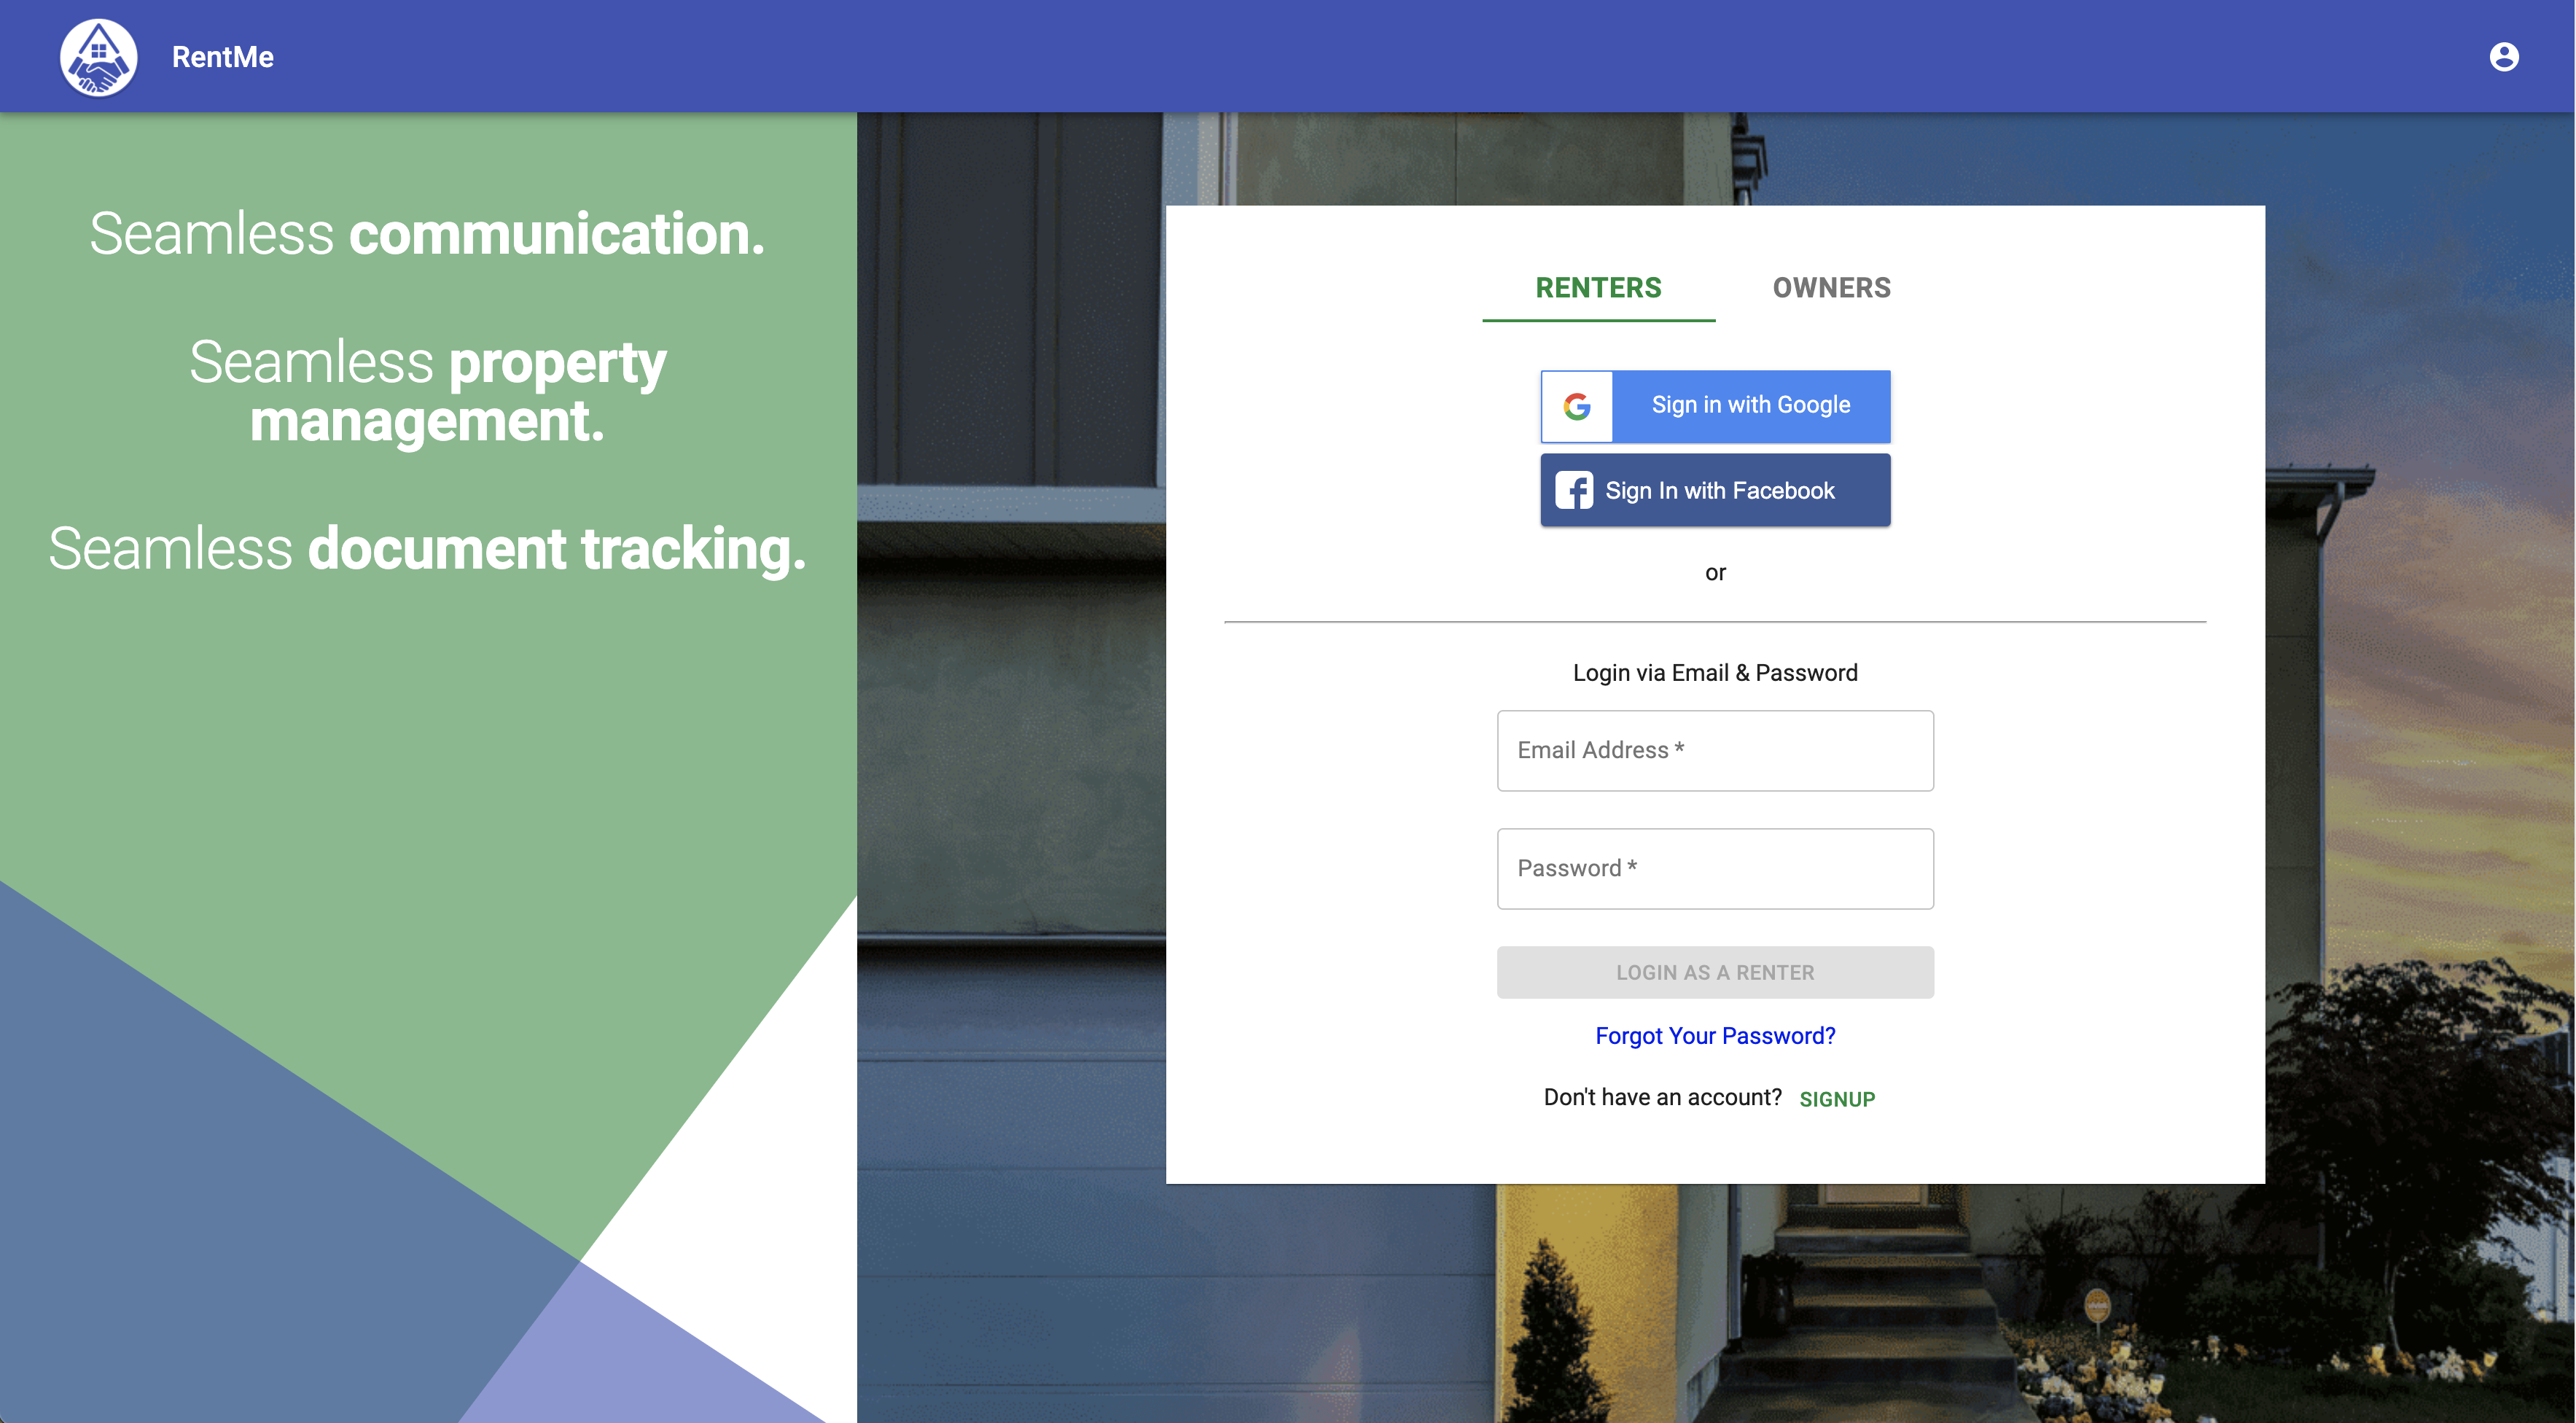 RentMe
Seamless communication.
Seamless property
management.
Seamless document tracking.
RENTERS OWNERS
Sign in with Google
Sign In with Facebook
or
Login via Email & Password
Email Address *
Password *
LOGIN AS A RENTER
Forgot Your Password?
Don't have an account? SIGNUP